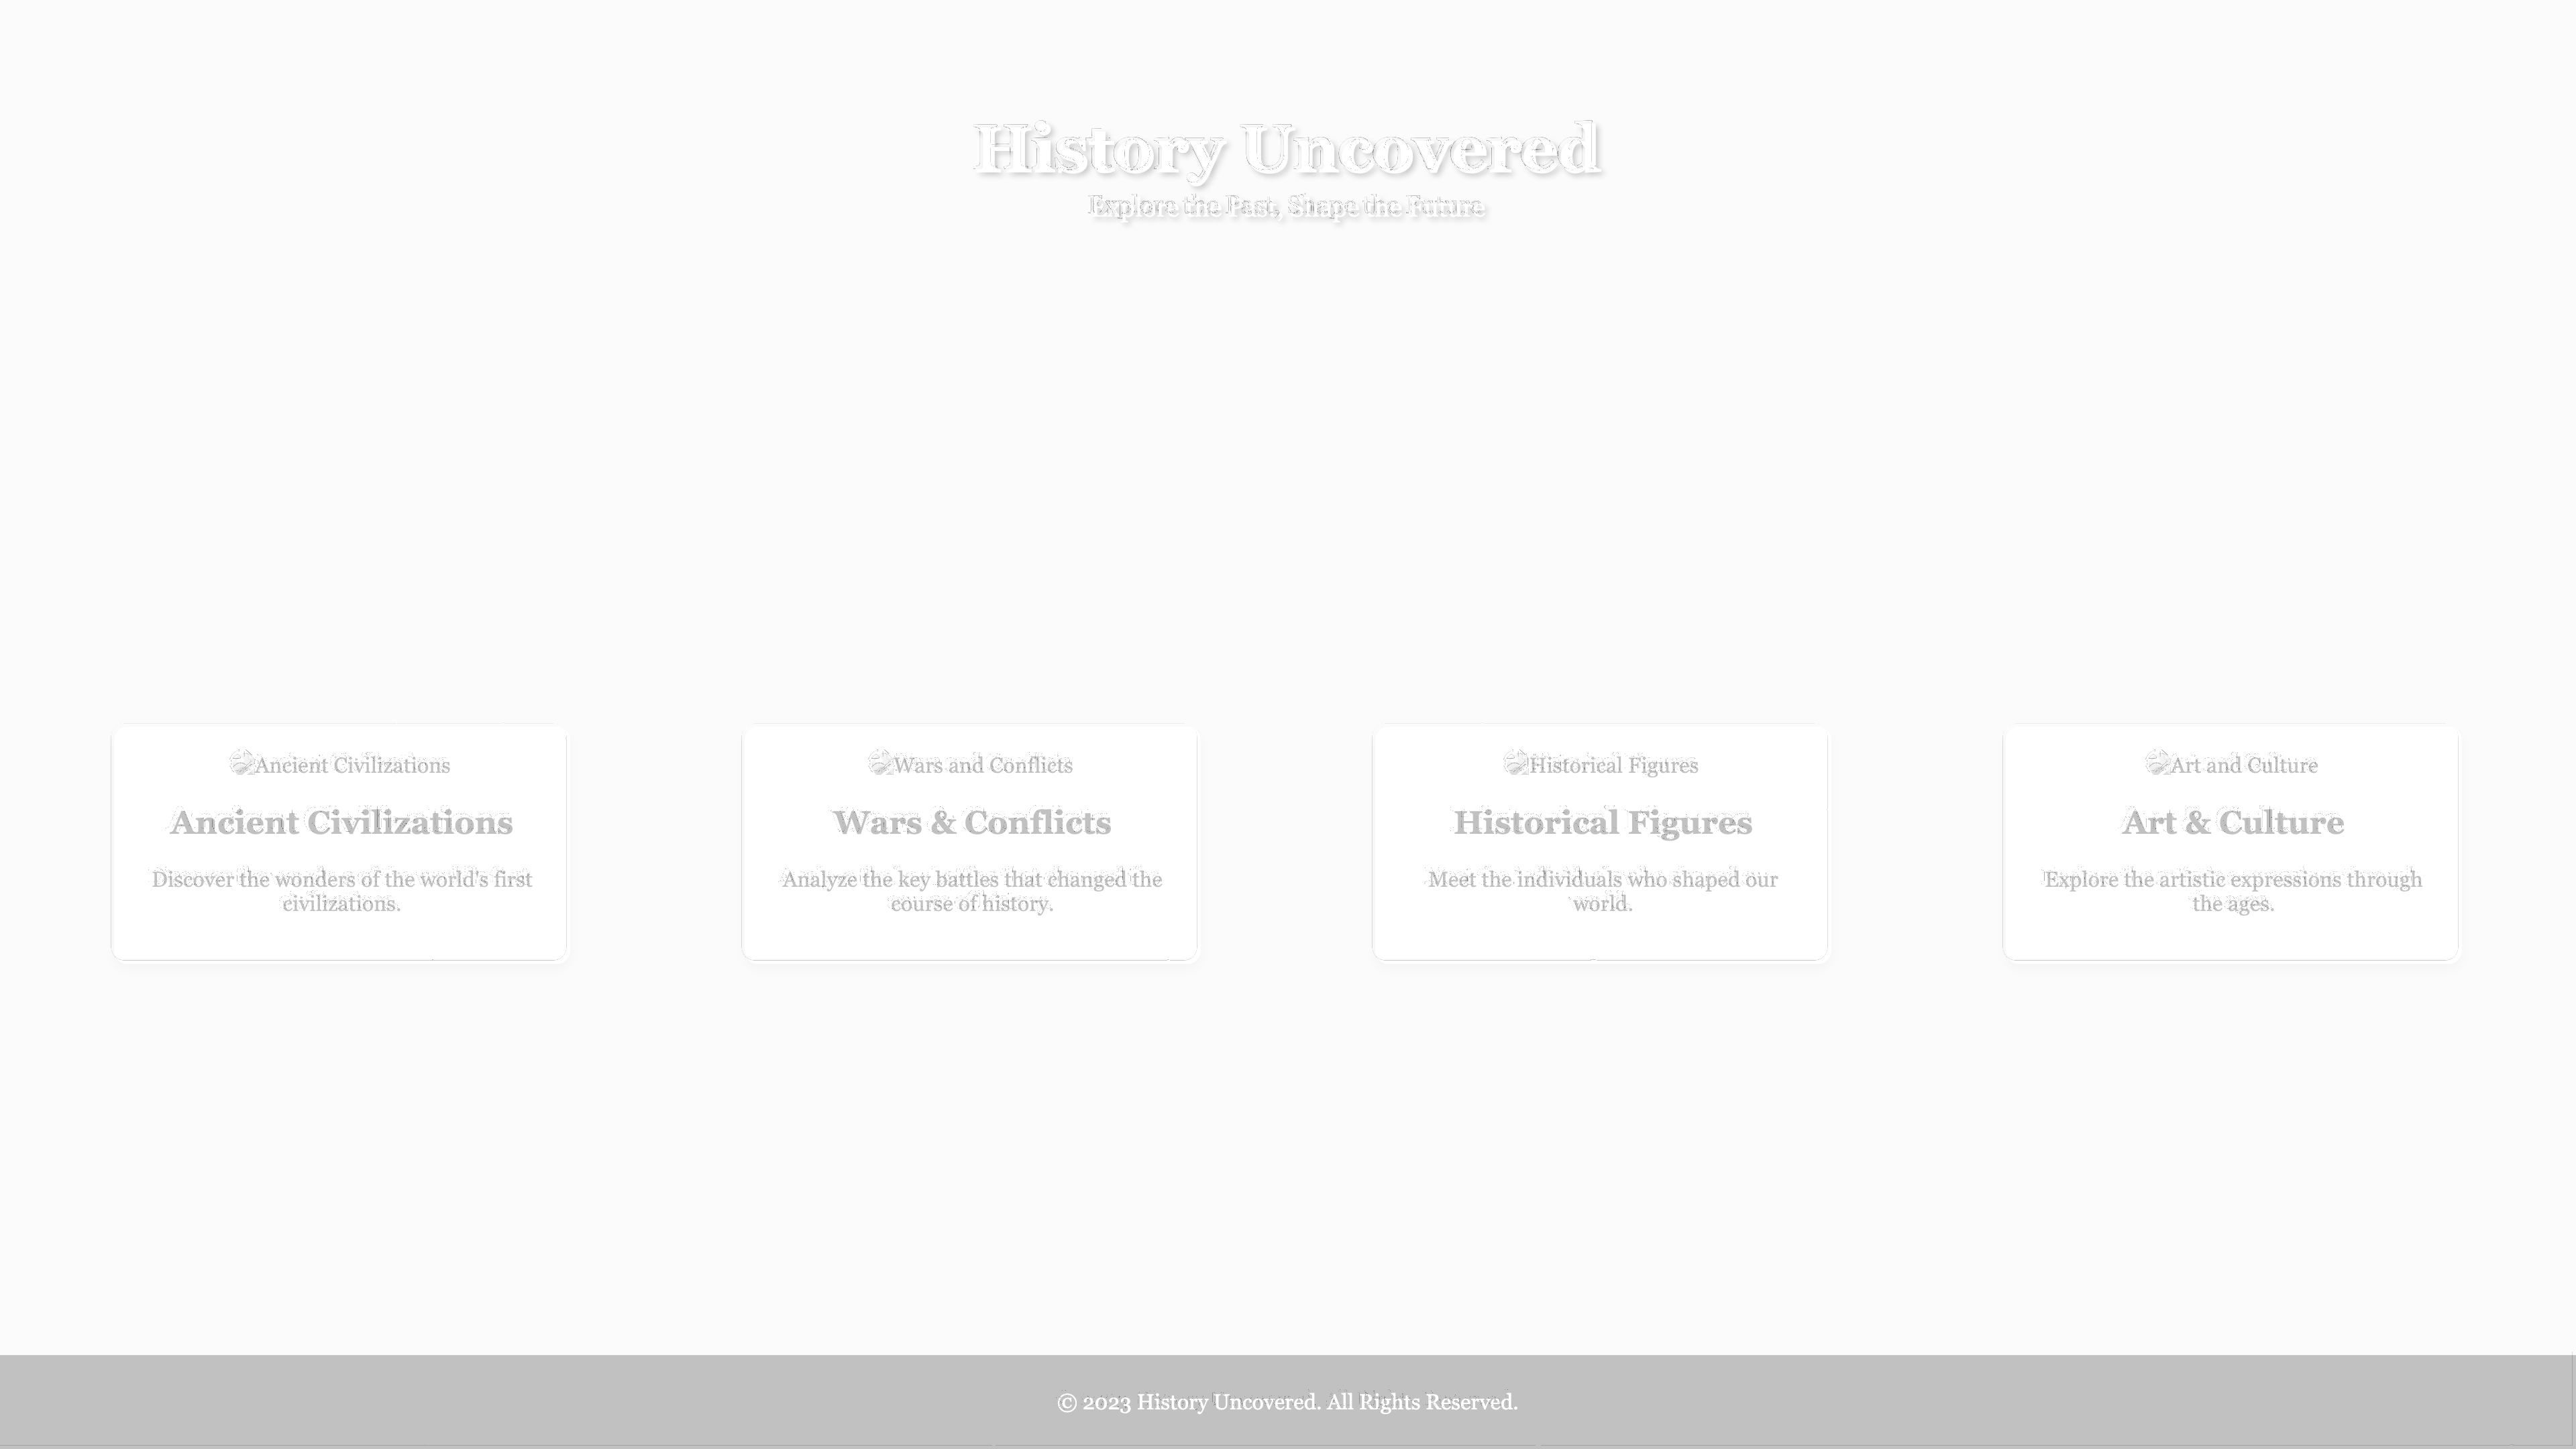 History Uncovered
Explore the Past, Shape the Future
Ancient Civilizations
Ancient Civilizations
Discover the wonders of the world's first
civilizations.
Wars and Conflicts
Wars & Conflicts
Analyze the key battles that changed the
course of history.
Historical Figures
Historical Figures
Meet the individuals who shaped our
world.
Art and Culture
Art & Culture
Explore the artistic expressions through
the ages.
© 2023 History Uncovered. All Rights Reserved.